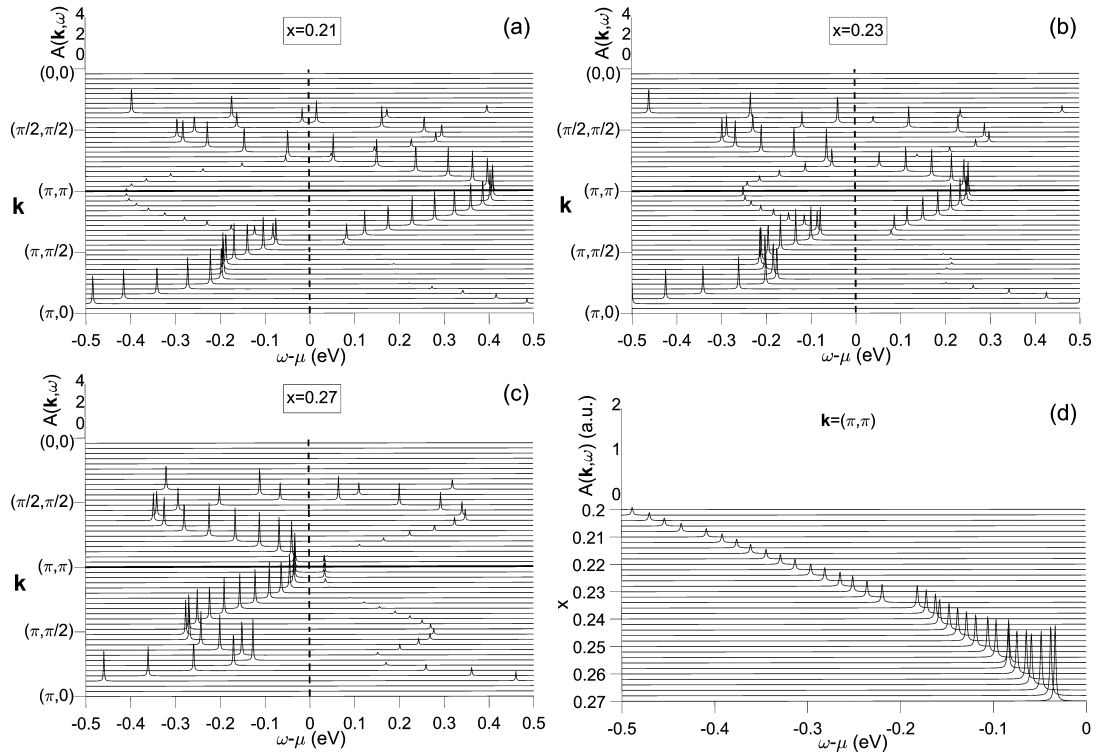 A(k,ω)
4
2
0
x=0.21
(a)
(0,0)
(π/2,π/2)
(π,π)
(π,π/2)
(π,0)
k
-0.5 -0.4 -0.3 -0.2 -0.1 0 0.1 0.2 0.3 0.4 0.5
ω-μ (eV)
A(k,ω)
4
2
0
x=0.23
(b)
(0,0)
(π/2,π/2)
(π,π)
(π,π/2)
(π,0)
k
-0.5 -0.4 -0.3 -0.2 -0.1 0 0.1 0.2 0.3 0.4 0.5
ω-μ (eV)
A(k,ω)
4
2
0
x=0.27
(c)
(0,0)
(π/2,π/2)
(π,π)
(π,π/2)
(π,0)
k
-0.5 -0.4 -0.3 -0.2 -0.1 0 0.1 0.2 0.3 0.4 0.5
ω-μ (eV)
A(k,ω) (a.u.)
2
1
0
k=(π,π)
(d)
0.2
0.21
0.22
0.23
0.24
0.25
0.26
0.27
x
-0.5 -0.4 -0.3 -0.2 -0.1 0
ω-μ (eV)